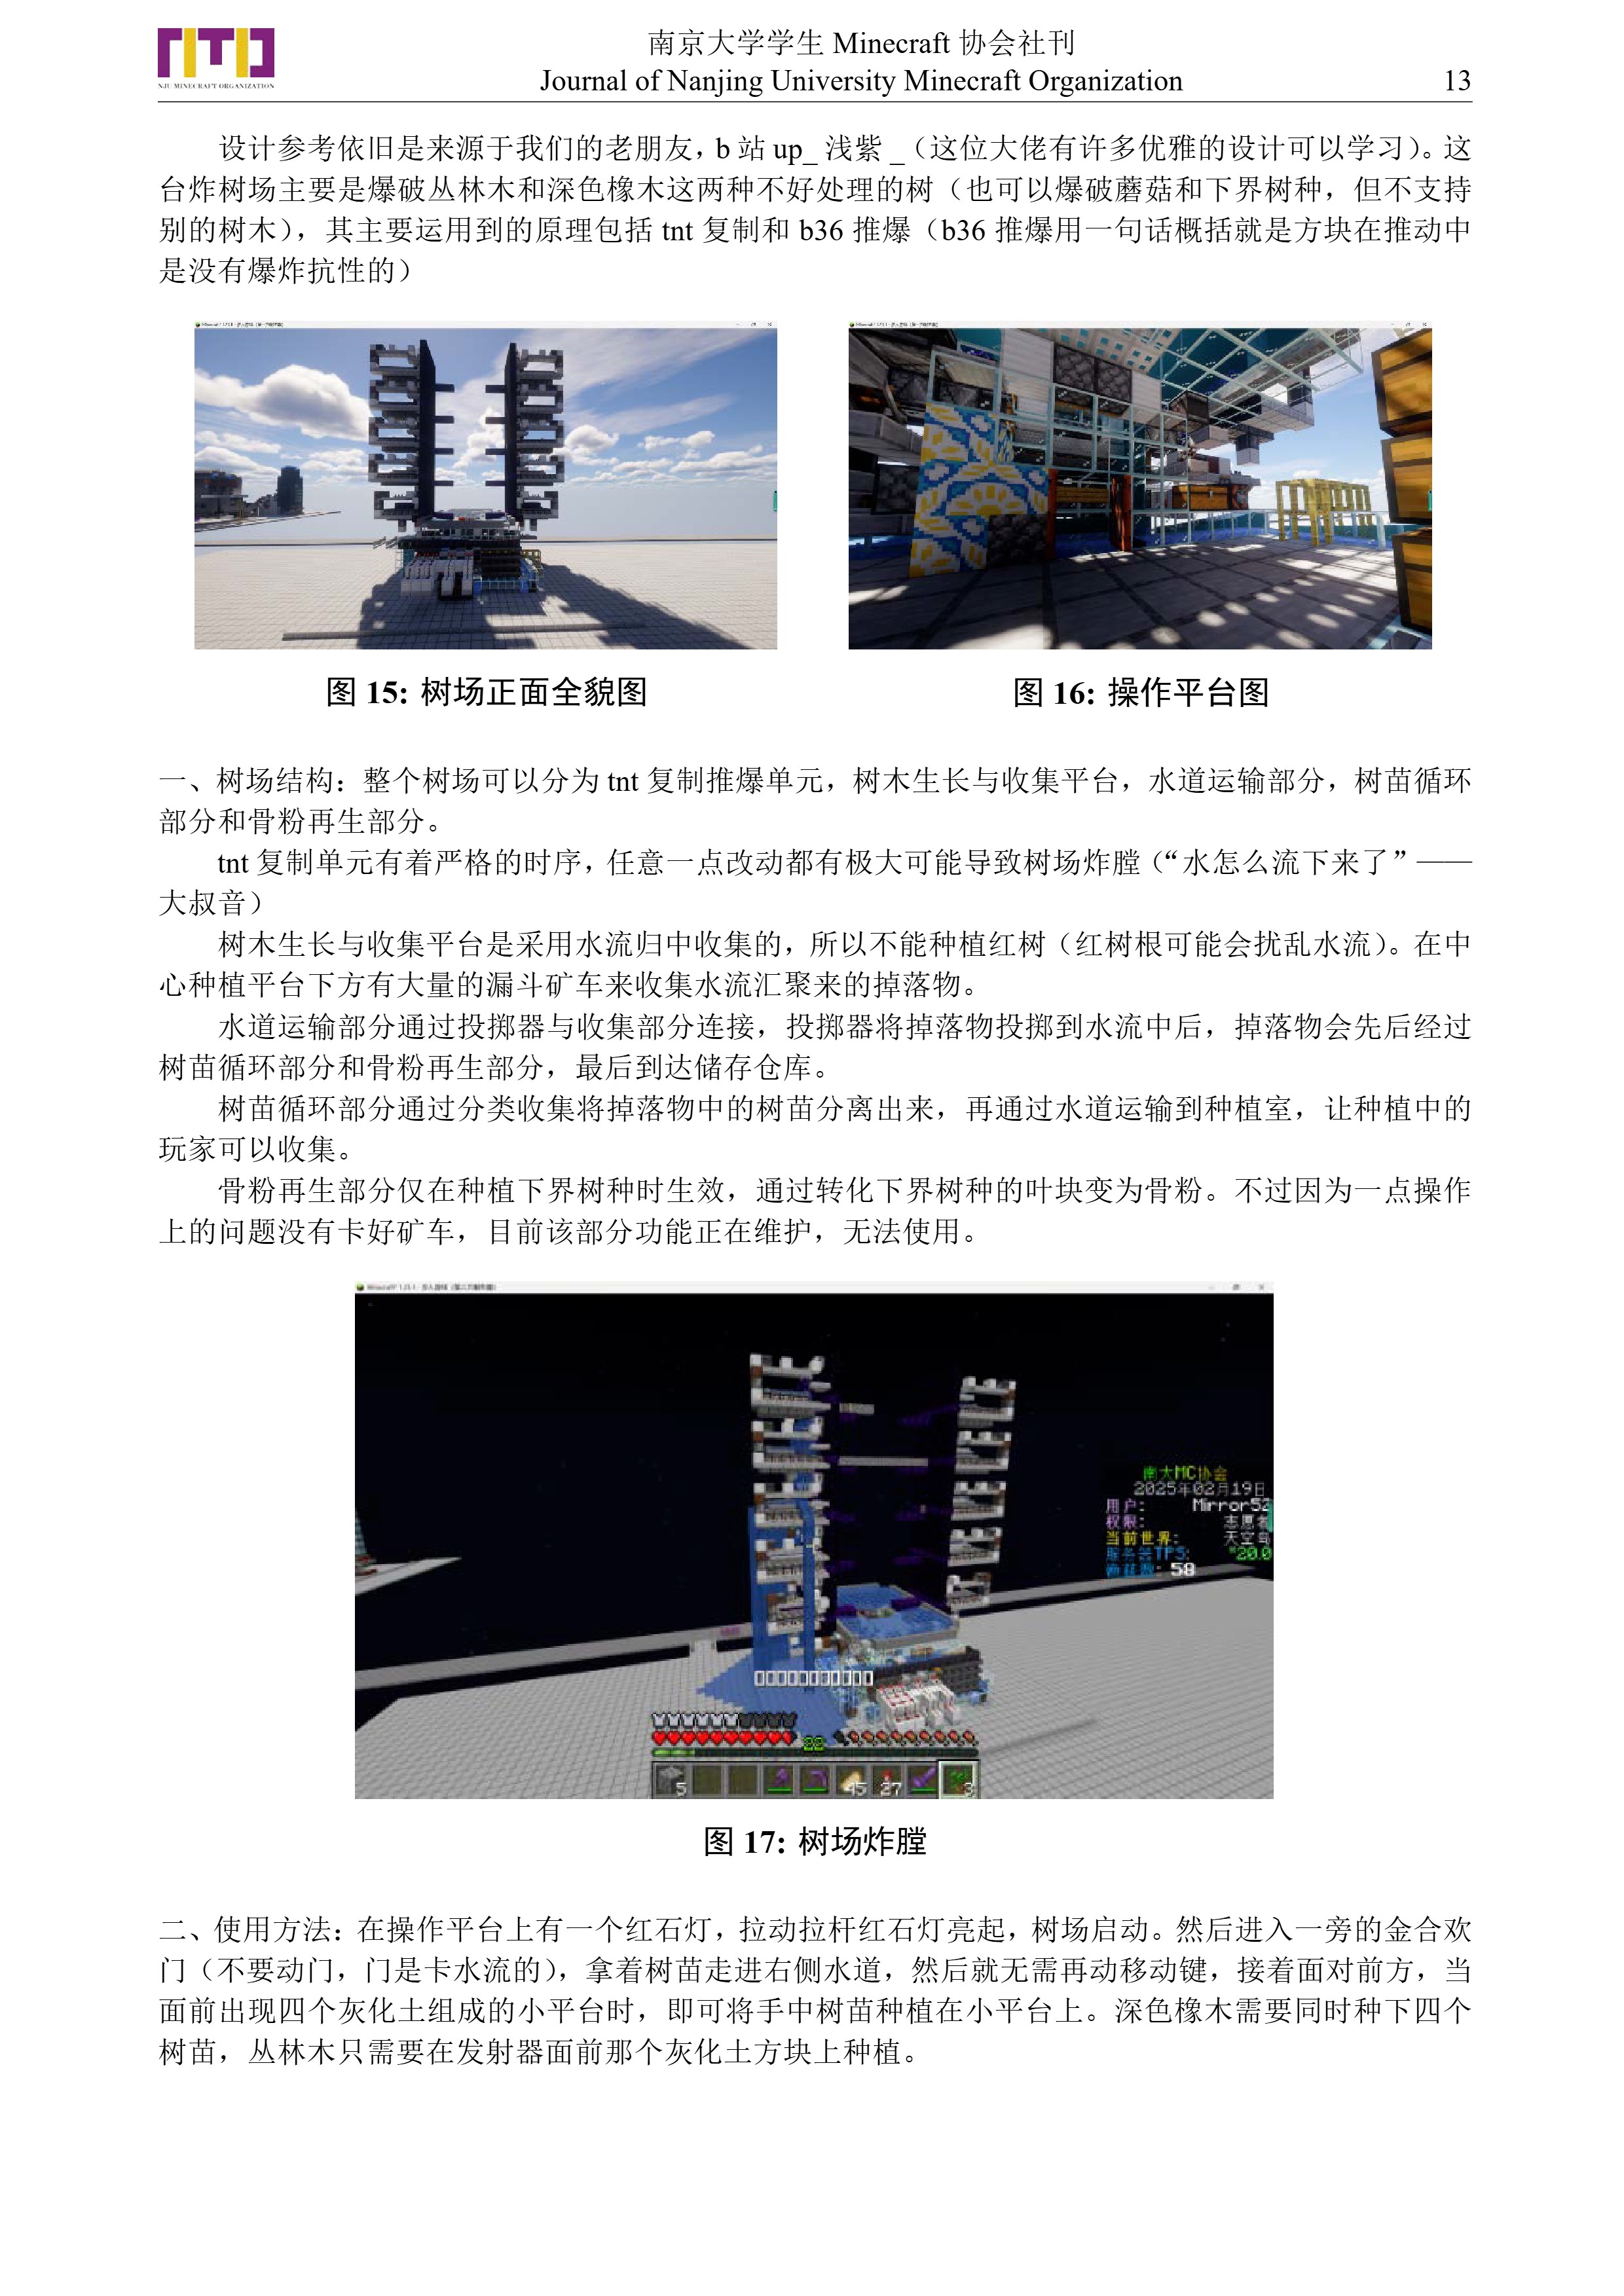 NJU MINECRAFT ORGANIZATION
南京大学学生 Minecraft 协会社刊
Journal of Nanjing University Minecraft Organization
13
设计参考依旧是来源于我们的老朋友，b 站 up_ 浅紫 _（这位大佬有许多优雅的设计可以学习）。这
台炸树场主要是爆破丛林木和深色橡木这两种不好处理的树（也可以爆破蘑菇和下界树种，但不支持
别的树木），其主要运用到的原理包括 tnt 复制和 b36 推爆（b36 推爆用一句话概括就是方块在推动中
是没有爆炸抗性的）
图 15: 树场正面全貌图
图 16: 操作平台图
一、树场结构：整个树场可以分为 tnt 复制推爆单元，树木生长与收集平台，水道运输部分，树苗循环
部分和骨粉再生部分。
tnt 复制单元有着严格的时序，任意一点改动都有极大可能导致树场炸膛（“水怎么流下来了”——
大叔音）
树木生长与收集平台是采用水流归中收集的，所以不能种植红树（红树根可能会扰乱水流）。在中
心种植平台下方有大量的漏斗矿车来收集水流汇聚来的掉落物。
水道运输部分通过投掷器与收集部分连接，投掷器将掉落物投掷到水流中后，掉落物会先后经过
树苗循环部分和骨粉再生部分，最后到达储存仓库。
树苗循环部分通过分类收集将掉落物中的树苗分离出来，再通过水道运输到种植室，让种植中的
玩家可以收集。
骨粉再生部分仅在种植下界树种时生效，通过转化下界树种的叶块变为骨粉。不过因为一点操作
上的问题没有卡好矿车，目前该部分功能正在维护，无法使用。
南大MC协会
2025年02月19日
用户: Mirror52
权限: 志愿者
当前世界: 天空岛
服务器TPS: *20.0
58
22
5
45
27
3
图 17: 树场炸膛
二、使用方法：在操作平台上有一个红石灯，拉动拉杆红石灯亮起，树场启动。然后进入一旁的金合欢
门（不要动门，门是卡水流的），拿着树苗走进右侧水道，然后就无需再动移动键，接着面对前方，当
面前出现四个灰化土组成的小平台时，即可将手中树苗种植在小平台上。深色橡木需要同时种下四个
树苗，丛林木只需要在发射器面前那个灰化土方块上种植。